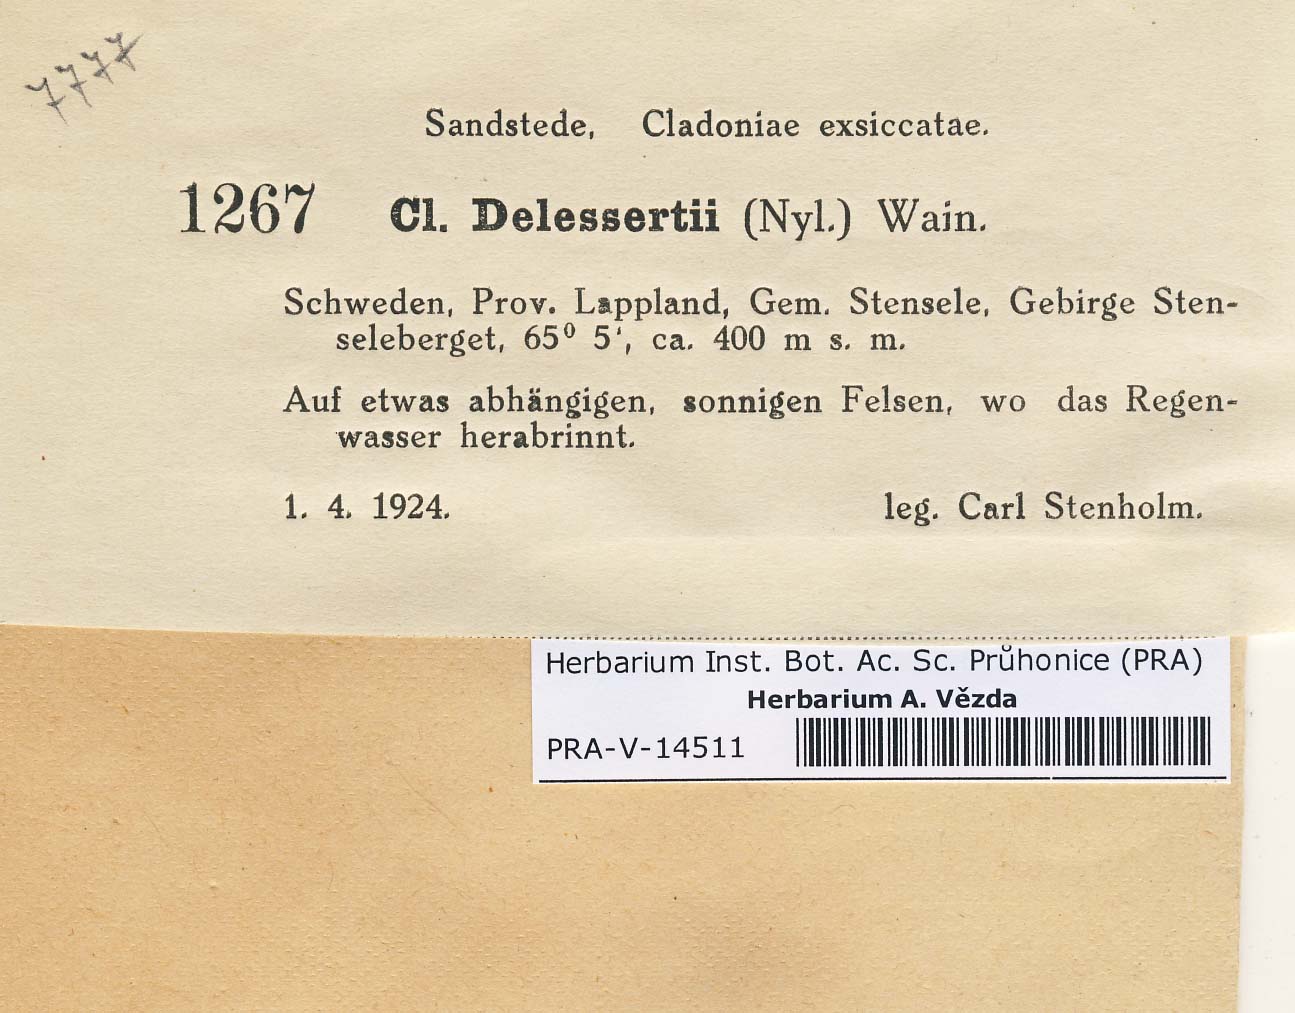 7777
Sandstede, Cladoniae exsiccatae.
1267 Cl. Delessertii (Nyl.) Wain.
Schweden, Prov. Lappland, Gem. Stensele, Gebirge Sten-
seleberget, 65⁰ 5‘, ca. 400 m s. m.
Auf etwas abhängigen, sonnigen Felsen, wo das Regen-
wasser herabrinnt.
1. 4. 1924. leg. Carl Stenholm.
Herbarium Inst. Bot. Ac. Sc. Průhonice (PRA)
Herbarium A. Vězda
PRA-V-14511